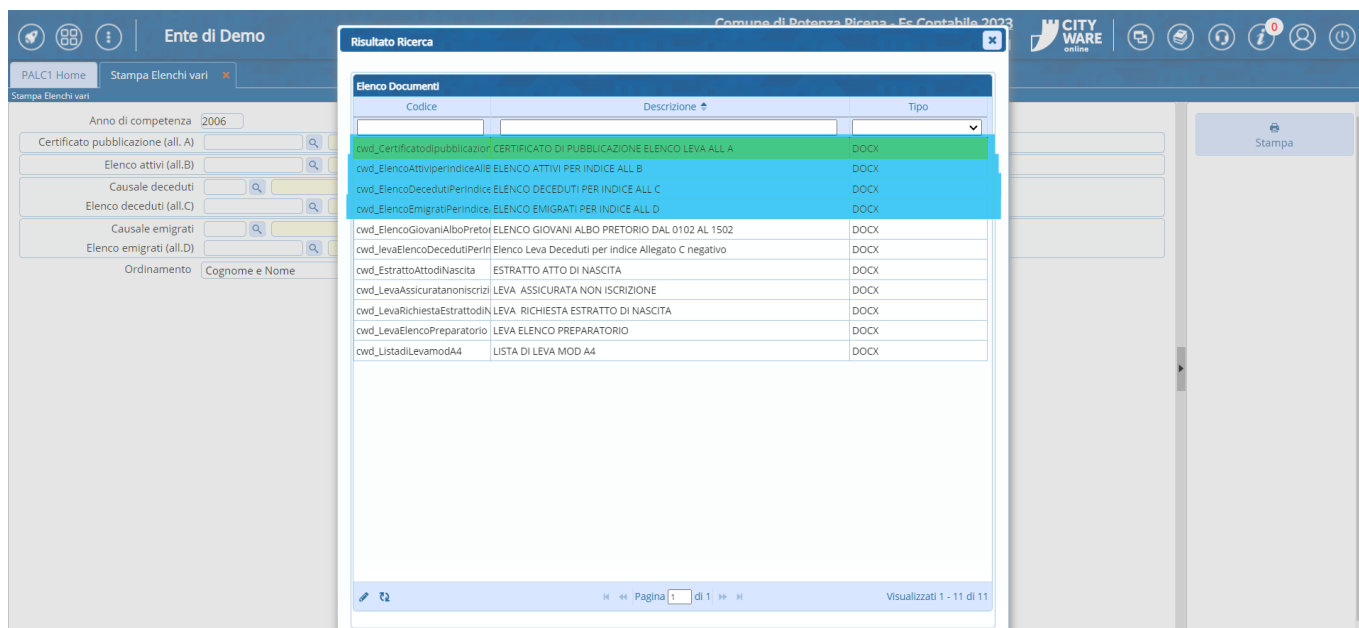 Comune di Potenza Picena - Es Contabile 2023
Ente di Demo
CITY
WARE
online
0
PALC1 Home
Stampa Elenchi vari ×
Stampa Elenchi vari
Anno di competenza 2006
Certificato pubblicazione (all. A)
Elenco attivi (all.B)
Causale deceduti
Elenco deceduti (all.C)
Causale emigrati
Elenco emigrati (all.D)
Ordinamento Cognome e Nome
Stampa
Risultato Ricerca
Elenco Documenti
Codice Descrizione Tipo
cwd_Certificatodipubblicazion CERTIFICATO DI PUBBLICAZIONE ELENCO LEVA ALL A DOCX
cwd_ElencoAttiviperIndiceAllB ELENCO ATTIVI PER INDICE ALL B DOCX
cwd_ElencoDecedutiPerIndice ELENCO DECEDUTI PER INDICE ALL C DOCX
cwd_ElencoEmigratiPerIndice ELENCO EMIGRATI PER INDICE ALL D DOCX
cwd_ElencoGiovaniAlboPretor ELENCO GIOVANI ALBO PRETORIO DAL 0102 AL 1502 DOCX
cwd_levaElencoDecedutiPerIn Elenco Leva Deceduti per indice Allegato C negativo DOCX
cwd_EstrattoAttodiNascita ESTRATTO ATTO DI NASCITA DOCX
cwd_LevaAssicuratanoniscrizi LEVA ASSICURATA NON ISCRIZIONE DOCX
cwd_LevaRichiestaEstrattodiN LEVA RICHIESTA ESTRATTO DI NASCITA DOCX
cwd_LevaElencoPreparatorio LEVA ELENCO PREPARATORIO DOCX
cwd_ListadiLevamodA4 LISTA DI LEVA MOD A4 DOCX
Pagina 1 di 1 Visualizzati 1 - 11 di 11